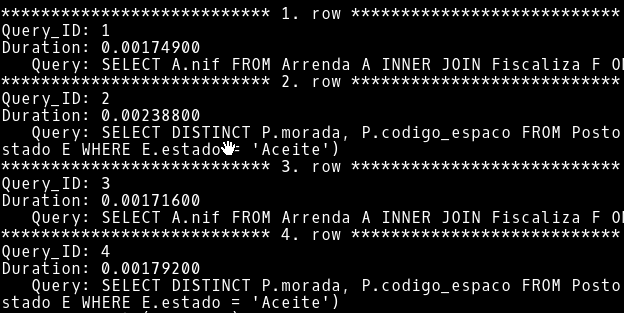 *************************** 1. row ***************************
Query_ID: 1
Duration: 0.00174900
Query: SELECT A.nif FROM Arrenda A INNER JOIN Fiscaliza F
*************************** 2. row ***************************
Query_ID: 2
Duration: 0.00238800
Query: SELECT DISTINCT P.morada, P.codigo_espaco FROM Posto
stado E WHERE E.estado = 'Aceite')
*************************** 3. row ***************************
Query_ID: 3
Duration: 0.00171600
Query: SELECT A.nif FROM Arrenda A INNER JOIN Fiscaliza F
*************************** 4. row ***************************
Query_ID: 4
Duration: 0.00179200
Query: SELECT DISTINCT P.morada, P.codigo_espaco FROM Posto
stado E WHERE E.estado = 'Aceite')